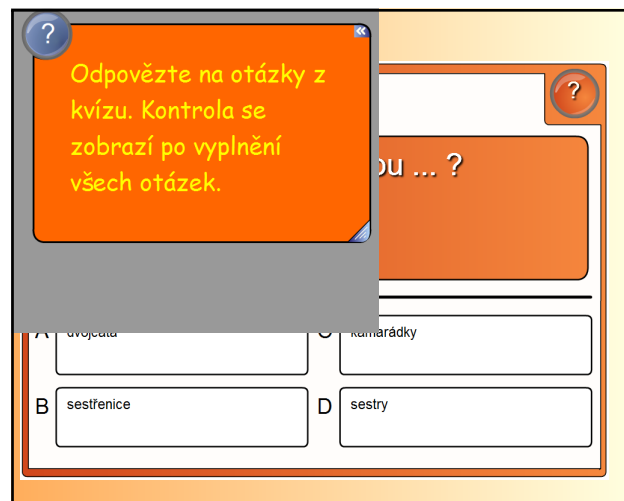 ?
«
Odpovězte na otázky z
kvízu. Kontrola se
zobrazí po vyplnění
všech otázek.
?
ou ... ?
A dvojčata
C kamarádky
B sestřenice
D sestry